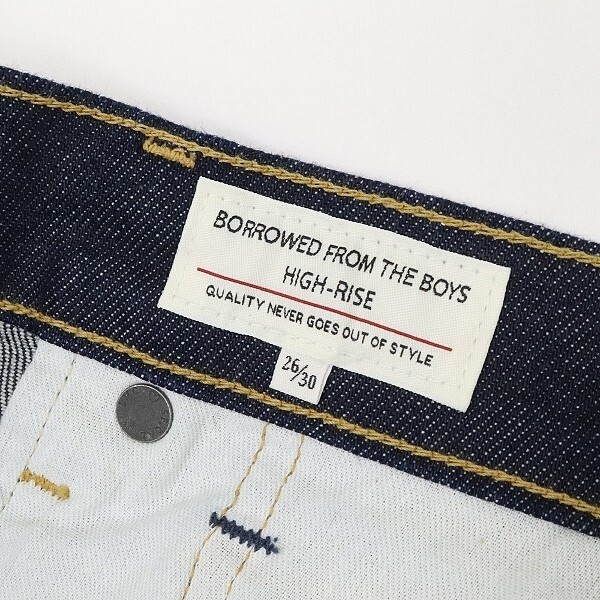 BORROWED FROM THE BOYS
HIGH-RISE
QUALITY NEVER GOES OUT OF STYLE
26/30